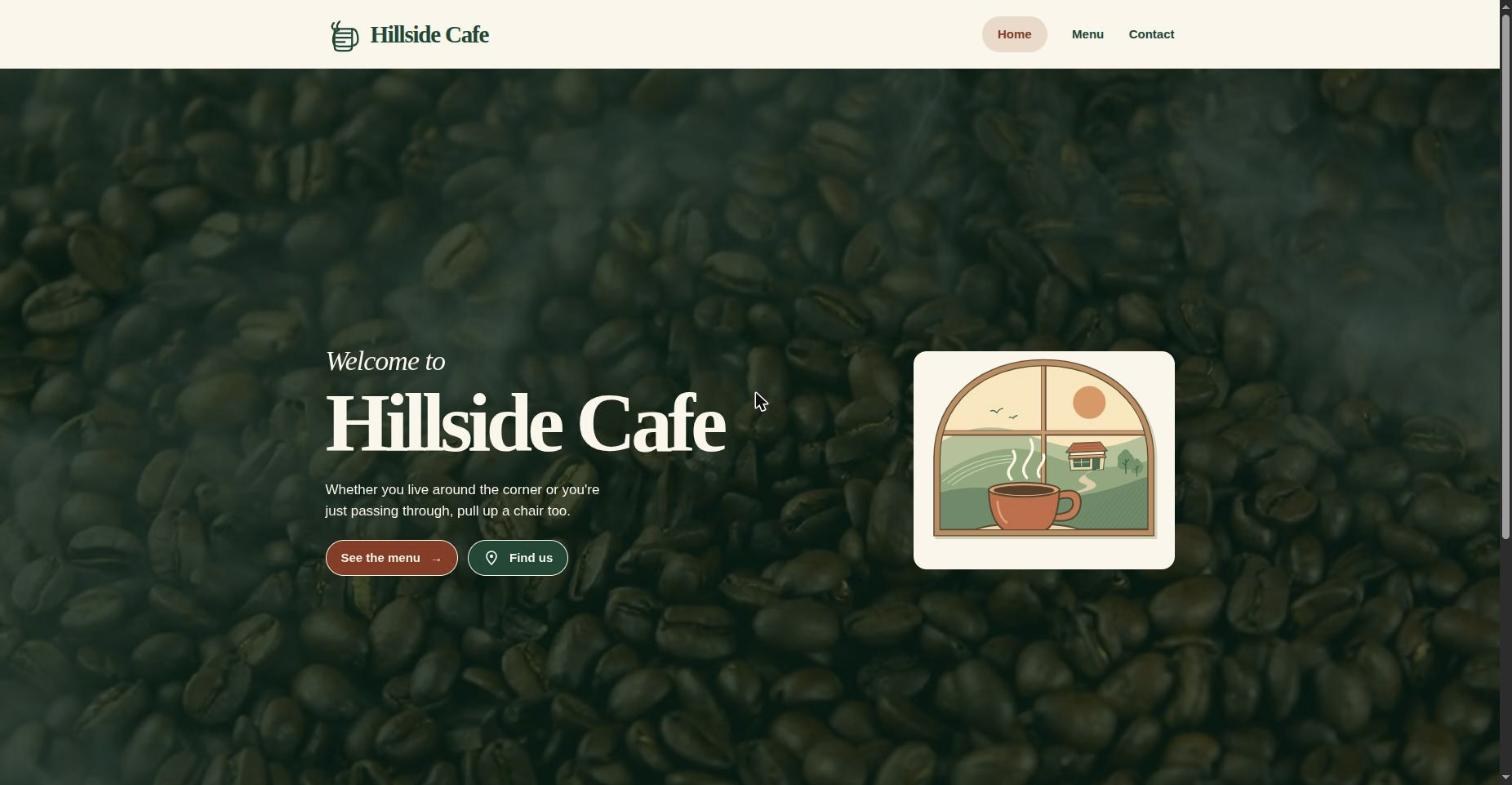 Hillside Cafe
Home
Menu
Contact
Welcome to
Hillside Cafe
Whether you live around the corner or you're
just passing through, pull up a chair too.
See the menu →
Find us